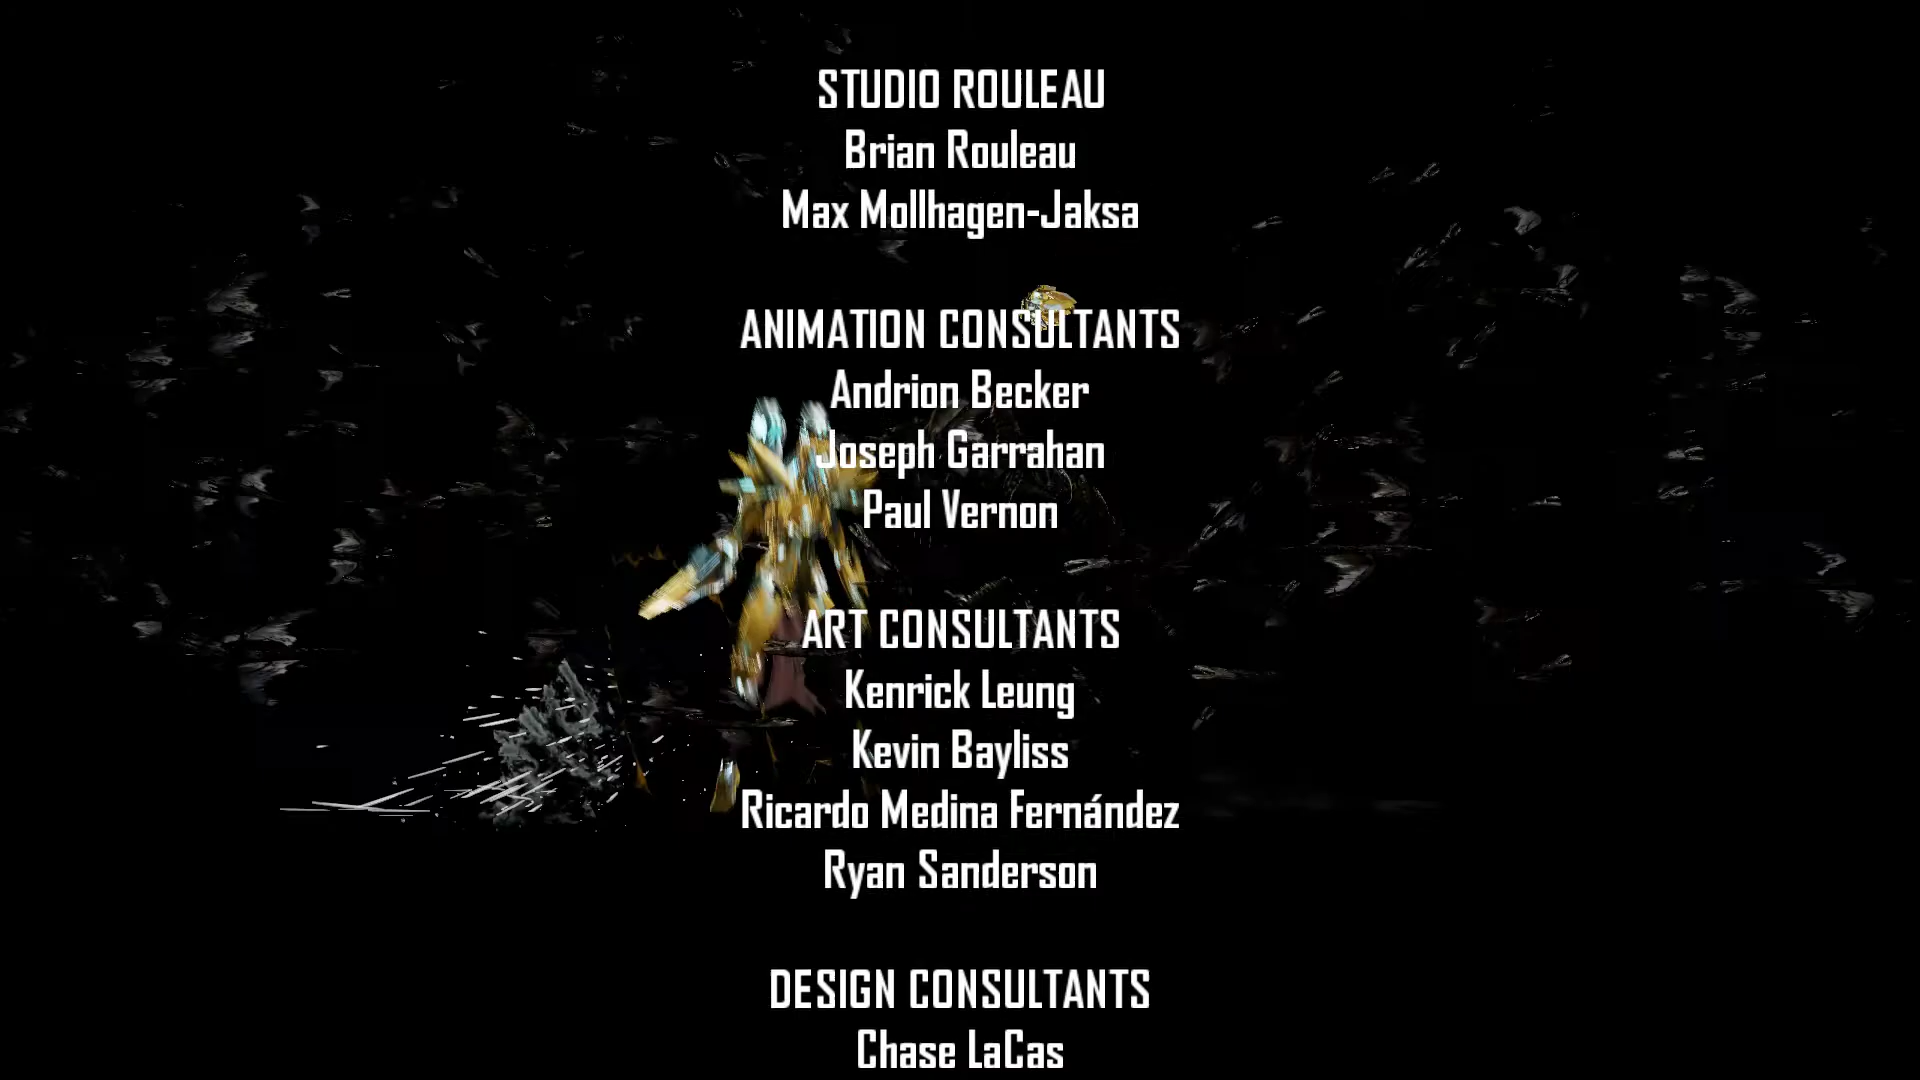 STUDIO ROULEAU
Brian Rouleau
Max Mollhagen-Jaksa
ANIMATION CONSULTANTS
Andrion Becker
Joseph Garrahan
Paul Vernon
ART CONSULTANTS
Kenrick Leung
Kevin Bayliss
Ricardo Medina Fernández
Ryan Sanderson
DESIGN CONSULTANTS
Chase LaCas